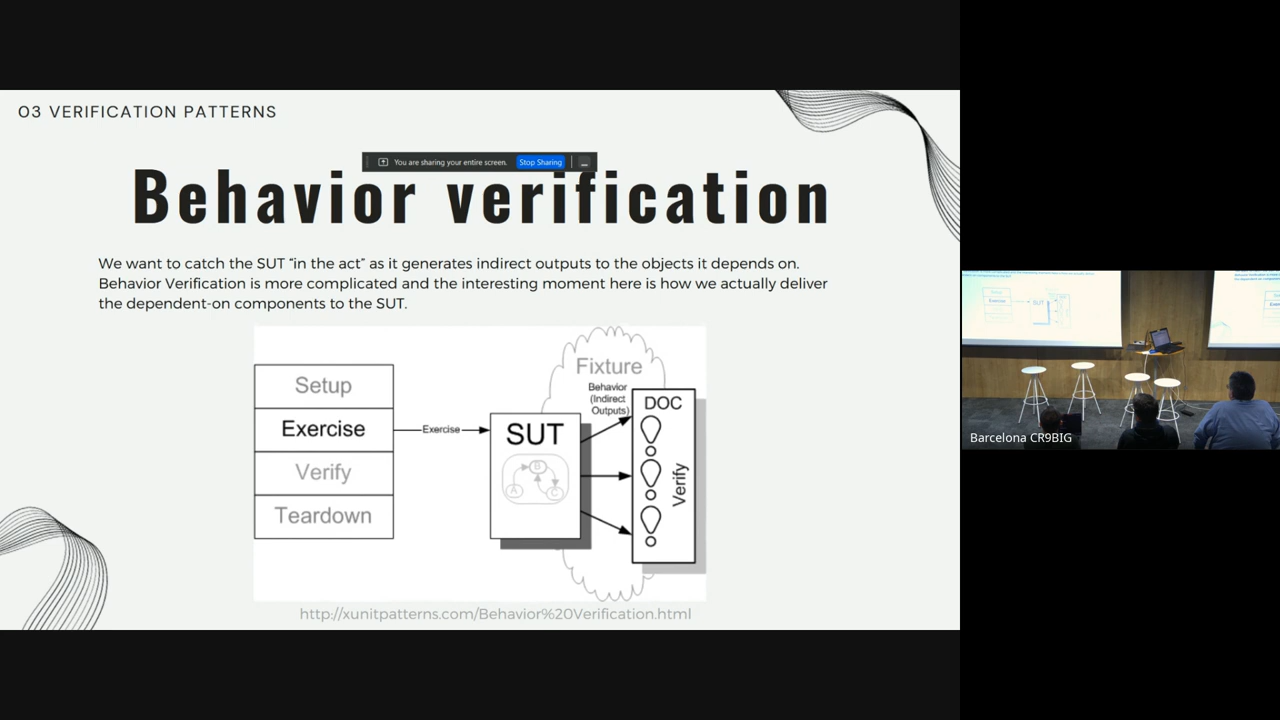 03 VERIFICATION PATTERNS
You are sharing your entire screen. Stop Sharing
Behavior verification
We want to catch the SUT “in the act” as it generates indirect outputs to the objects it depends on.
Behavior Verification is more complicated and the interesting moment here is how we actually deliver
the dependent-on components to the SUT.
Setup
Exercise
Verify
Teardown
Exercise
SUT
A
B
C
Fixture
Behavior
(Indirect
Outputs)
DOC
Verify
http://xunitpatterns.com/Behavior%20Verification.html
Barcelona CR9BIG